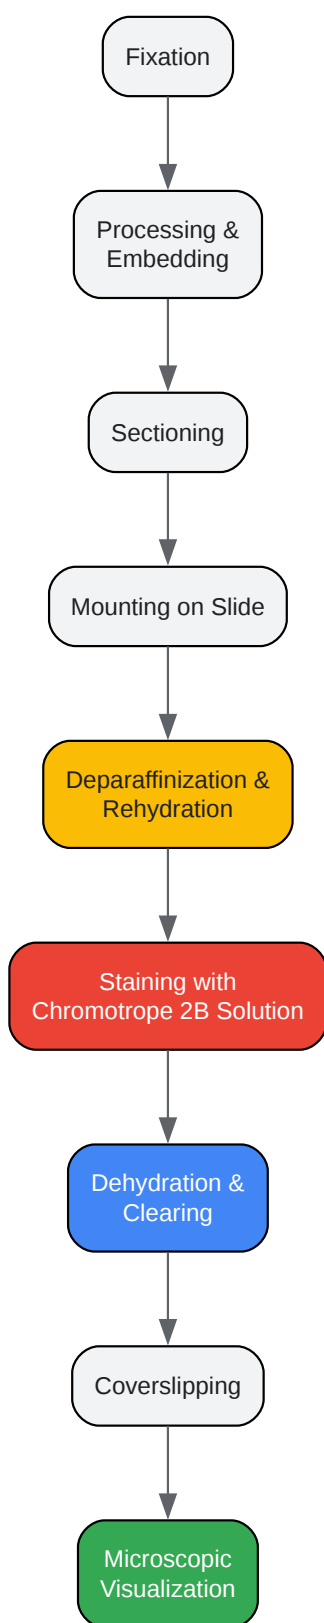 Fixation
Processing &
Embedding
Sectioning
Mounting on Slide
Deparaffinization &
Rehydration
Staining with
Chromotrope 2B Solution
Dehydration &
Clearing
Coverslipping
Microscopic
Visualization